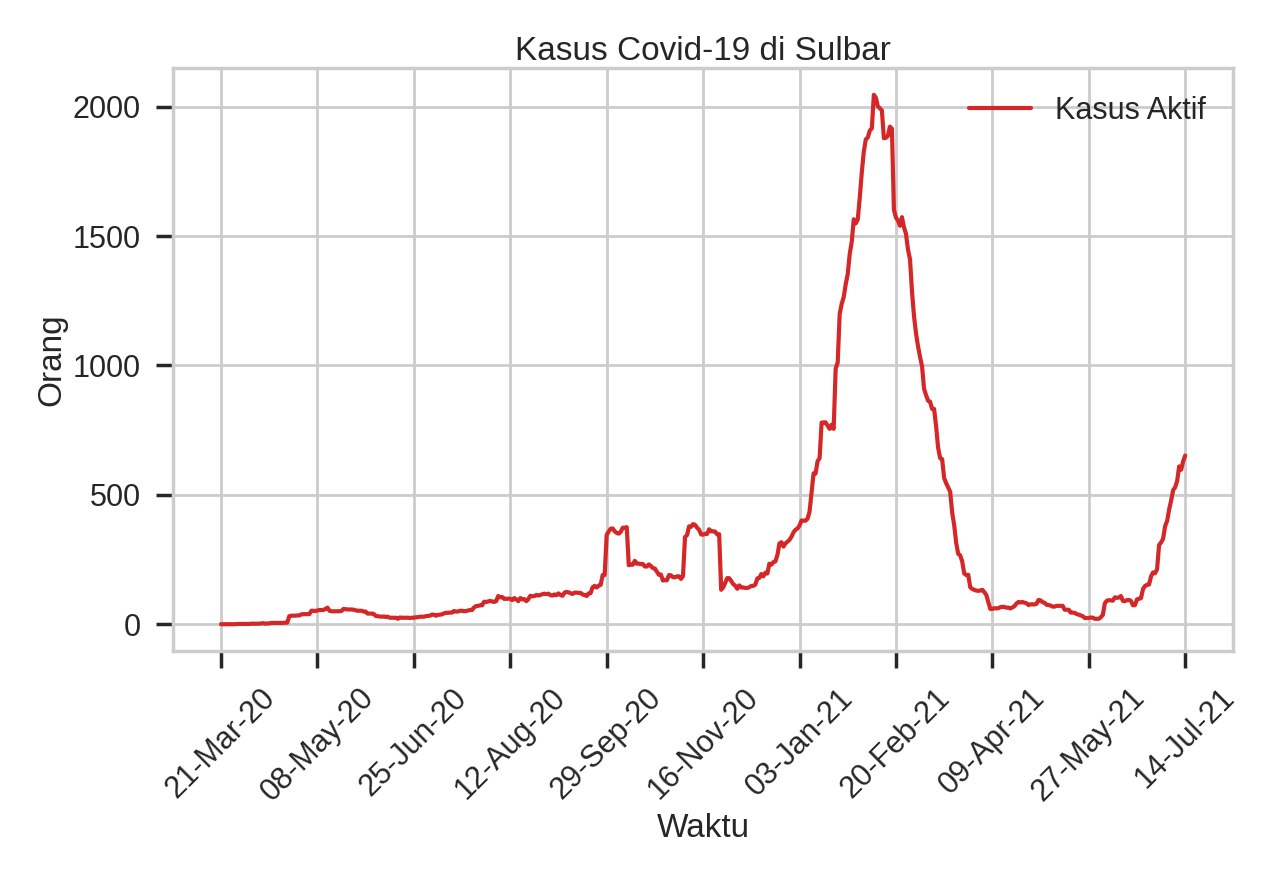 Kasus Covid-19 di Sulbar
Kasus Aktif
Orang
2000
1500
1000
500
0
21-Mar-20
08-May-20
25-Jun-20
12-Aug-20
29-Sep-20
16-Nov-20
03-Jan-21
20-Feb-21
09-Apr-21
27-May-21
14-Jul-21
Waktu